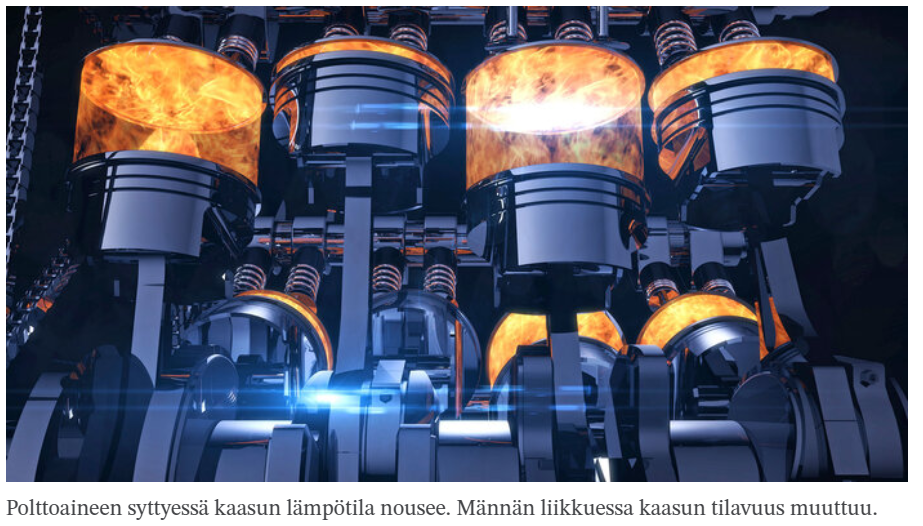 Polttoaineen syttyessä kaasun lämpötila nousee. Männän liikkuessa kaasun tilavuus muuttuu.